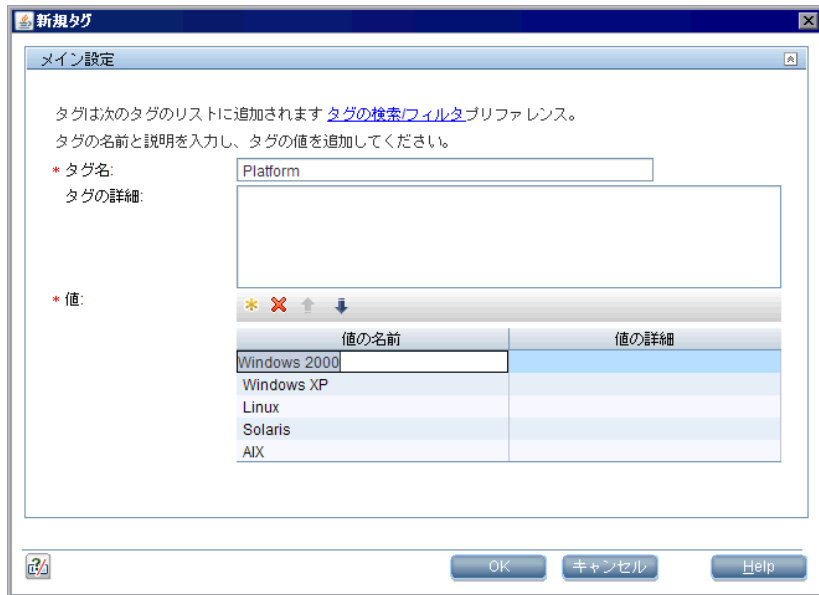 新規タグ
メイン設定
タグは次のタグのリストに追加されます タグの検索/フィルタプリファレンス。
タグの名前と説明を入力し、タグの値を追加してください。
* タグ名:
Platform
タグの詳細:
* 値:
値の名前 値の詳細
Windows 2000
Windows XP
Linux
Solaris
AIX
OK キャンセル Help